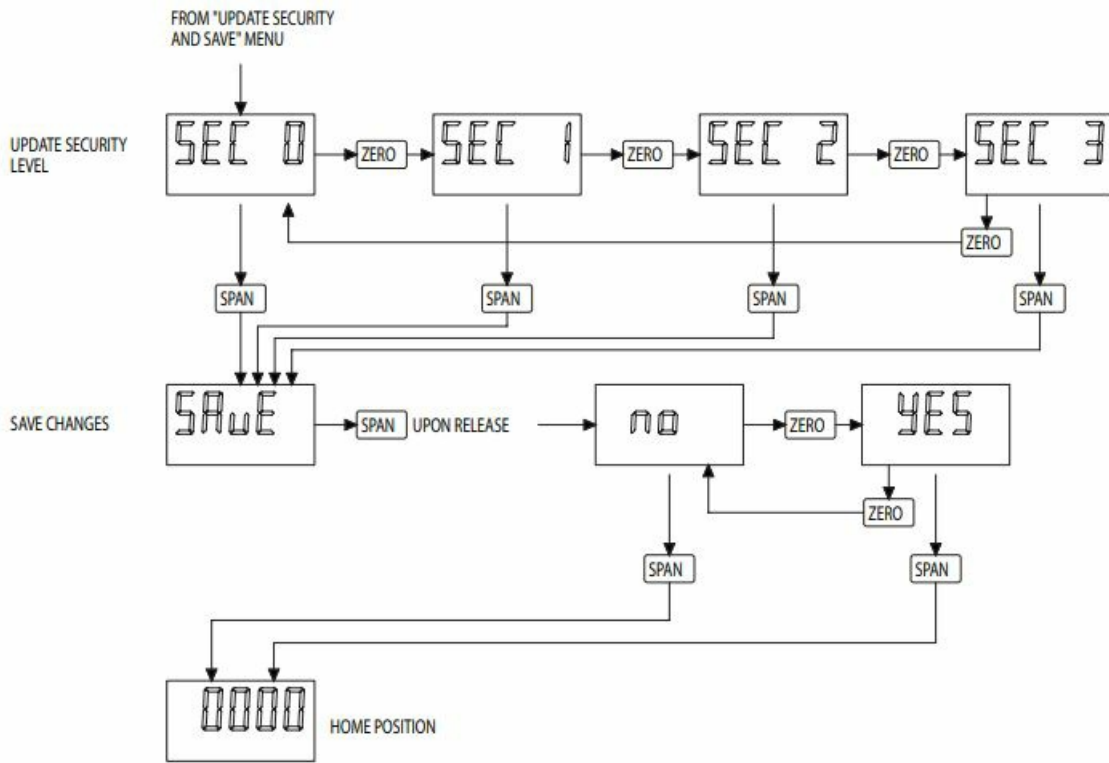 FROM "UPDATE SECURITY
AND SAVE" MENU
UPDATE SECURITY
LEVEL
SEC 0
ZERO
SEC 1
ZERO
SEC 2
ZERO
SEC 3
ZERO
SPAN
SPAN
SPAN
SPAN
SAVE CHANGES
SAuE
SPAN
UPON RELEASE
no
ZERO
YES
ZERO
SPAN
SPAN
0000
HOME POSITION